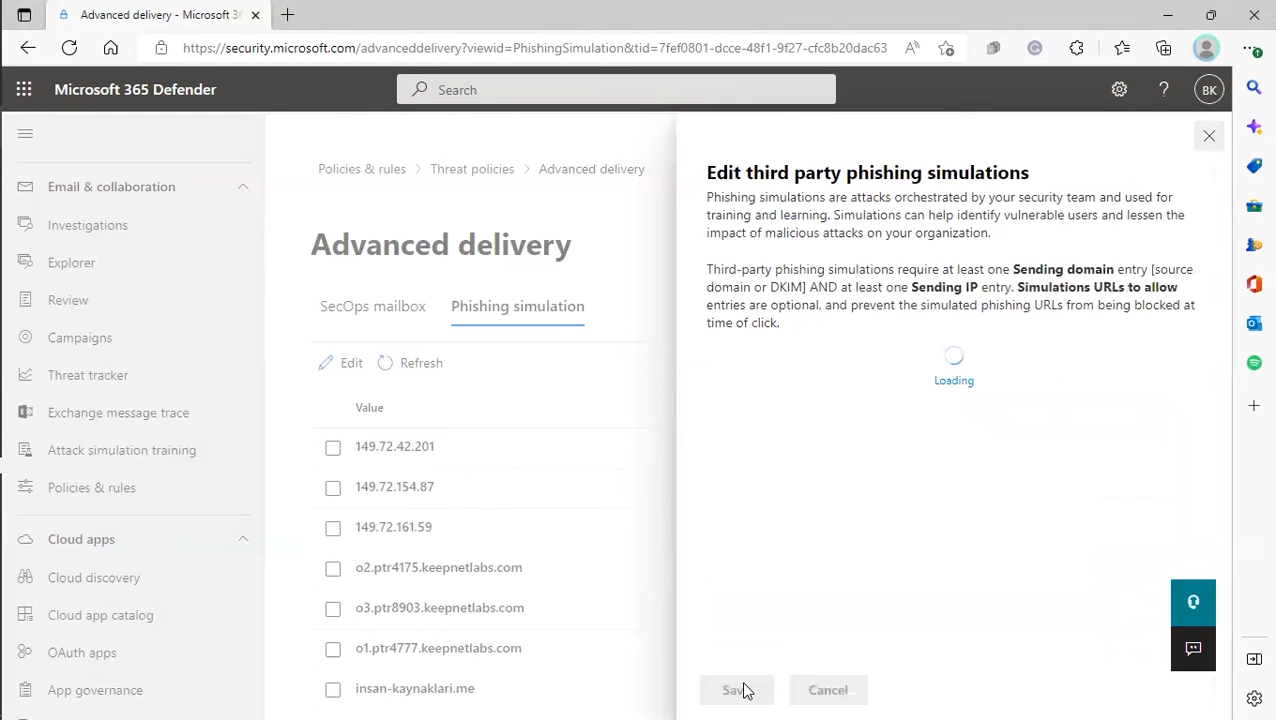 Advanced delivery - Microsoft 36
https://security.microsoft.com/advanceddelivery?viewid=PhishingSimulation&tid=7fef0801-dcce-48f1-9f27-cfc8b20dac63
Microsoft 365 Defender
Search
BK
Email & collaboration
Investigations
Explorer
Review
Campaigns
Threat tracker
Exchange message trace
Attack simulation training
Policies & rules
Cloud apps
Cloud discovery
Cloud app catalog
OAuth apps
App governance
Policies & rules > Threat policies > Advanced delivery
Advanced delivery
SecOps mailbox Phishing simulation
Edit Refresh
Value
149.72.42.201
149.72.154.87
149.72.161.59
o2.ptr4175.keepnetlabs.com
o3.ptr8903.keepnetlabs.com
o1.ptr4777.keepnetlabs.com
insan-kaynaklari.me
Edit third party phishing simulations
Phishing simulations are attacks orchestrated by your security team and used for
training and learning. Simulations can help identify vulnerable users and lessen the
impact of malicious attacks on your organization.
Third-party phishing simulations require at least one Sending domain entry [source
domain or DKIM] AND at least one Sending IP entry. Simulations URLs to allow
entries are optional, and prevent the simulated phishing URLs from being blocked at
time of click.
Loading
Save Cancel